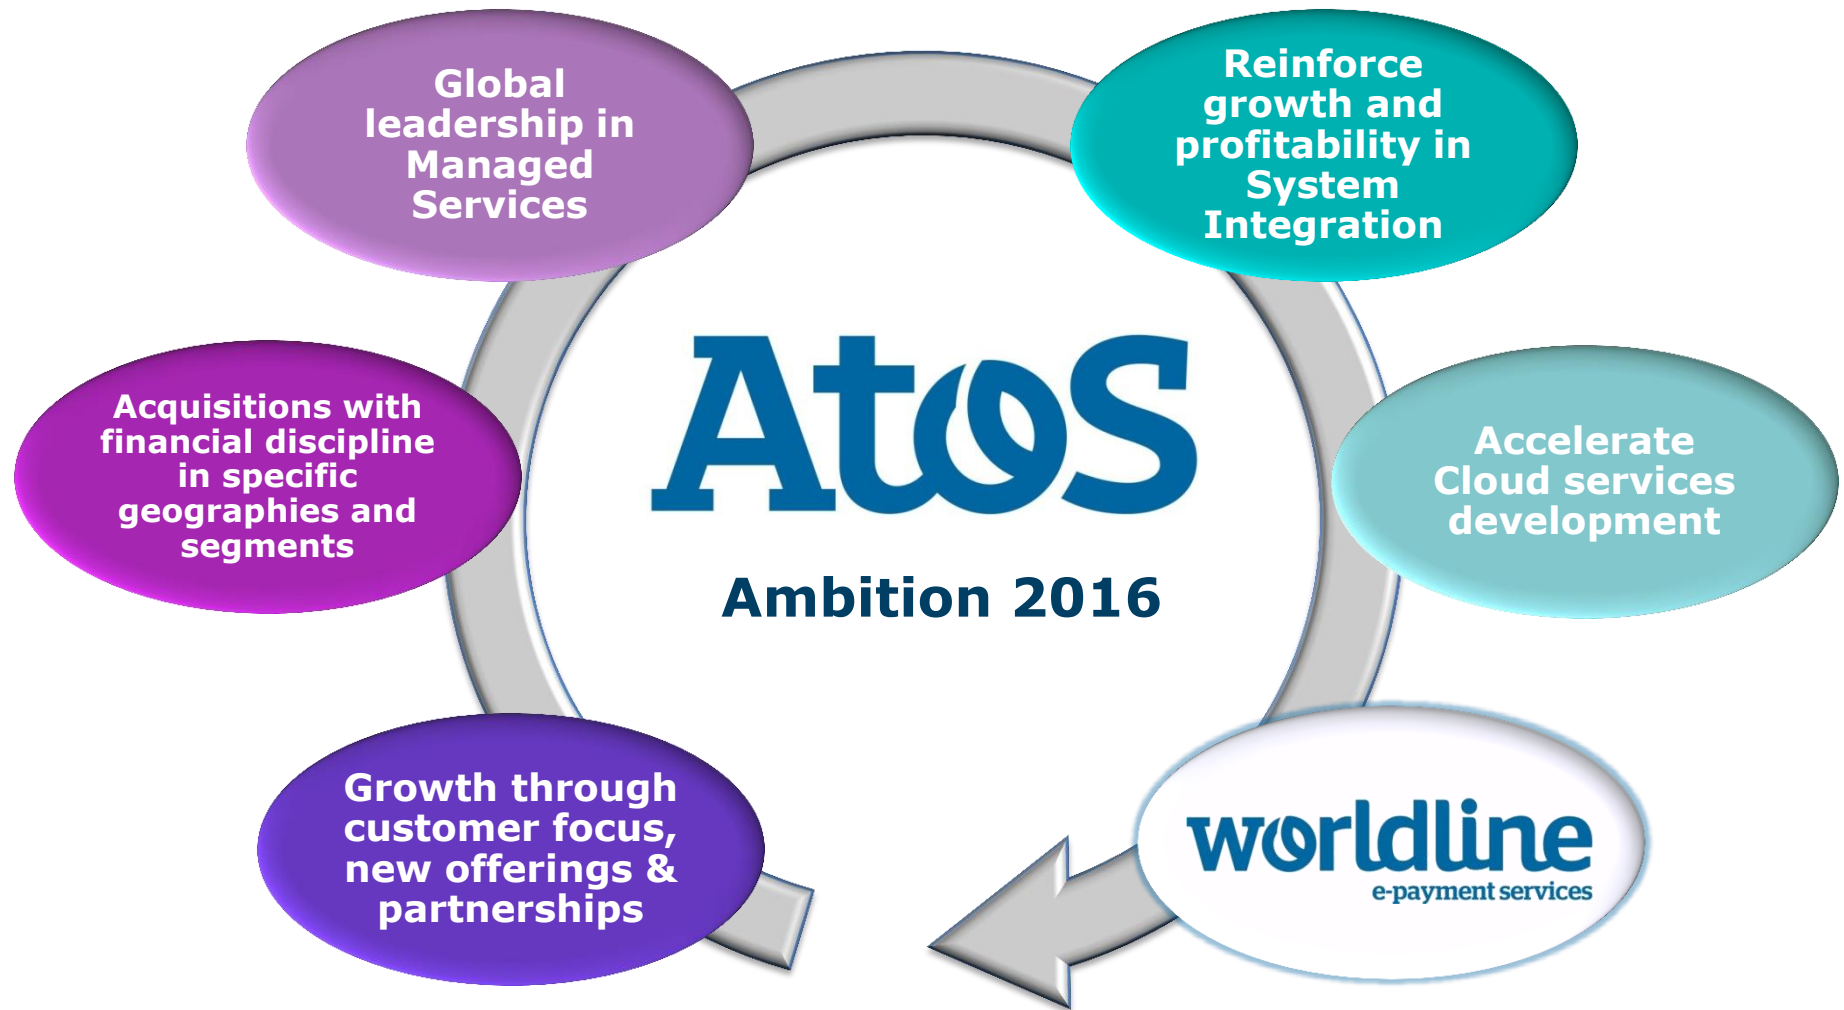 Global
leadership in
Managed
Services
Reinforce
growth and
profitability in
System
Integration
Acquisitions with
financial discipline
in specific
geographies and
segments
AtoS
Ambition 2016
Accelerate
Cloud services
development
Growth through
customer focus,
new offerings &
partnerships
worldline
e-payment services